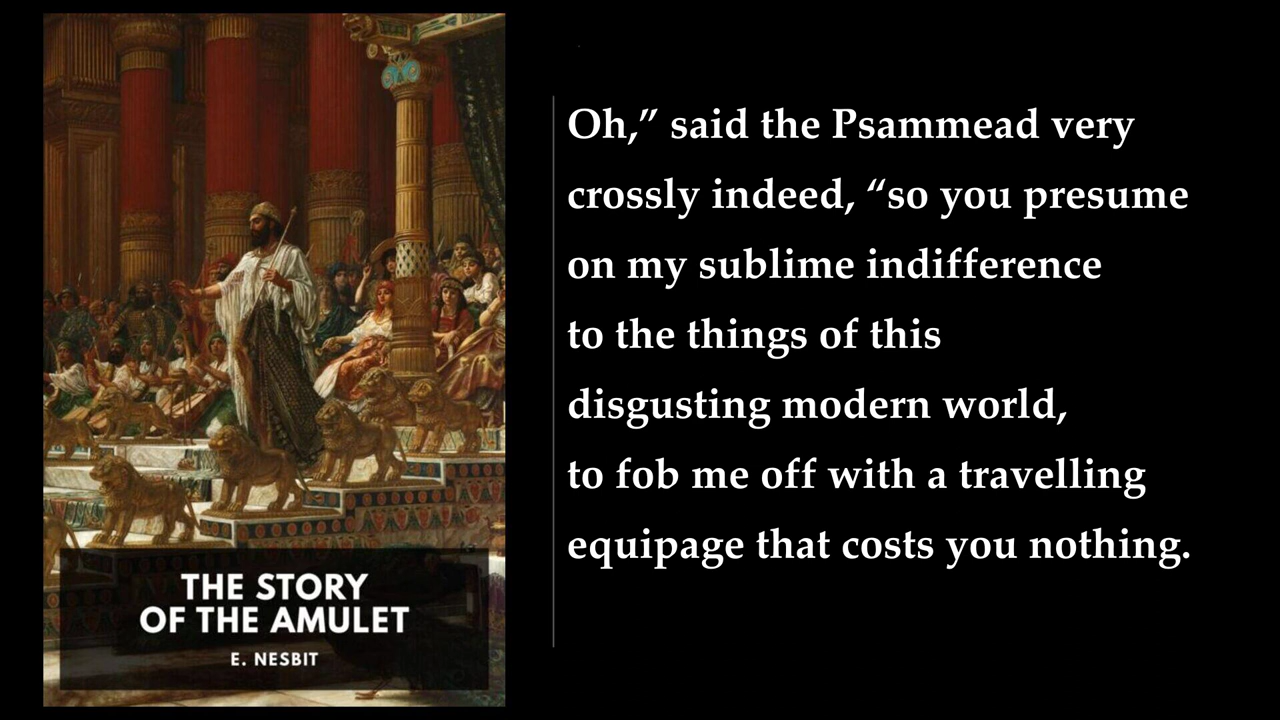 THE STORY
OF THE AMULET
E. NESBIT
Oh,” said the Psammead very
crossly indeed, “so you presume
on my sublime indifference
to the things of this
disgusting modern world,
to fob me off with a travelling
equipage that costs you nothing.